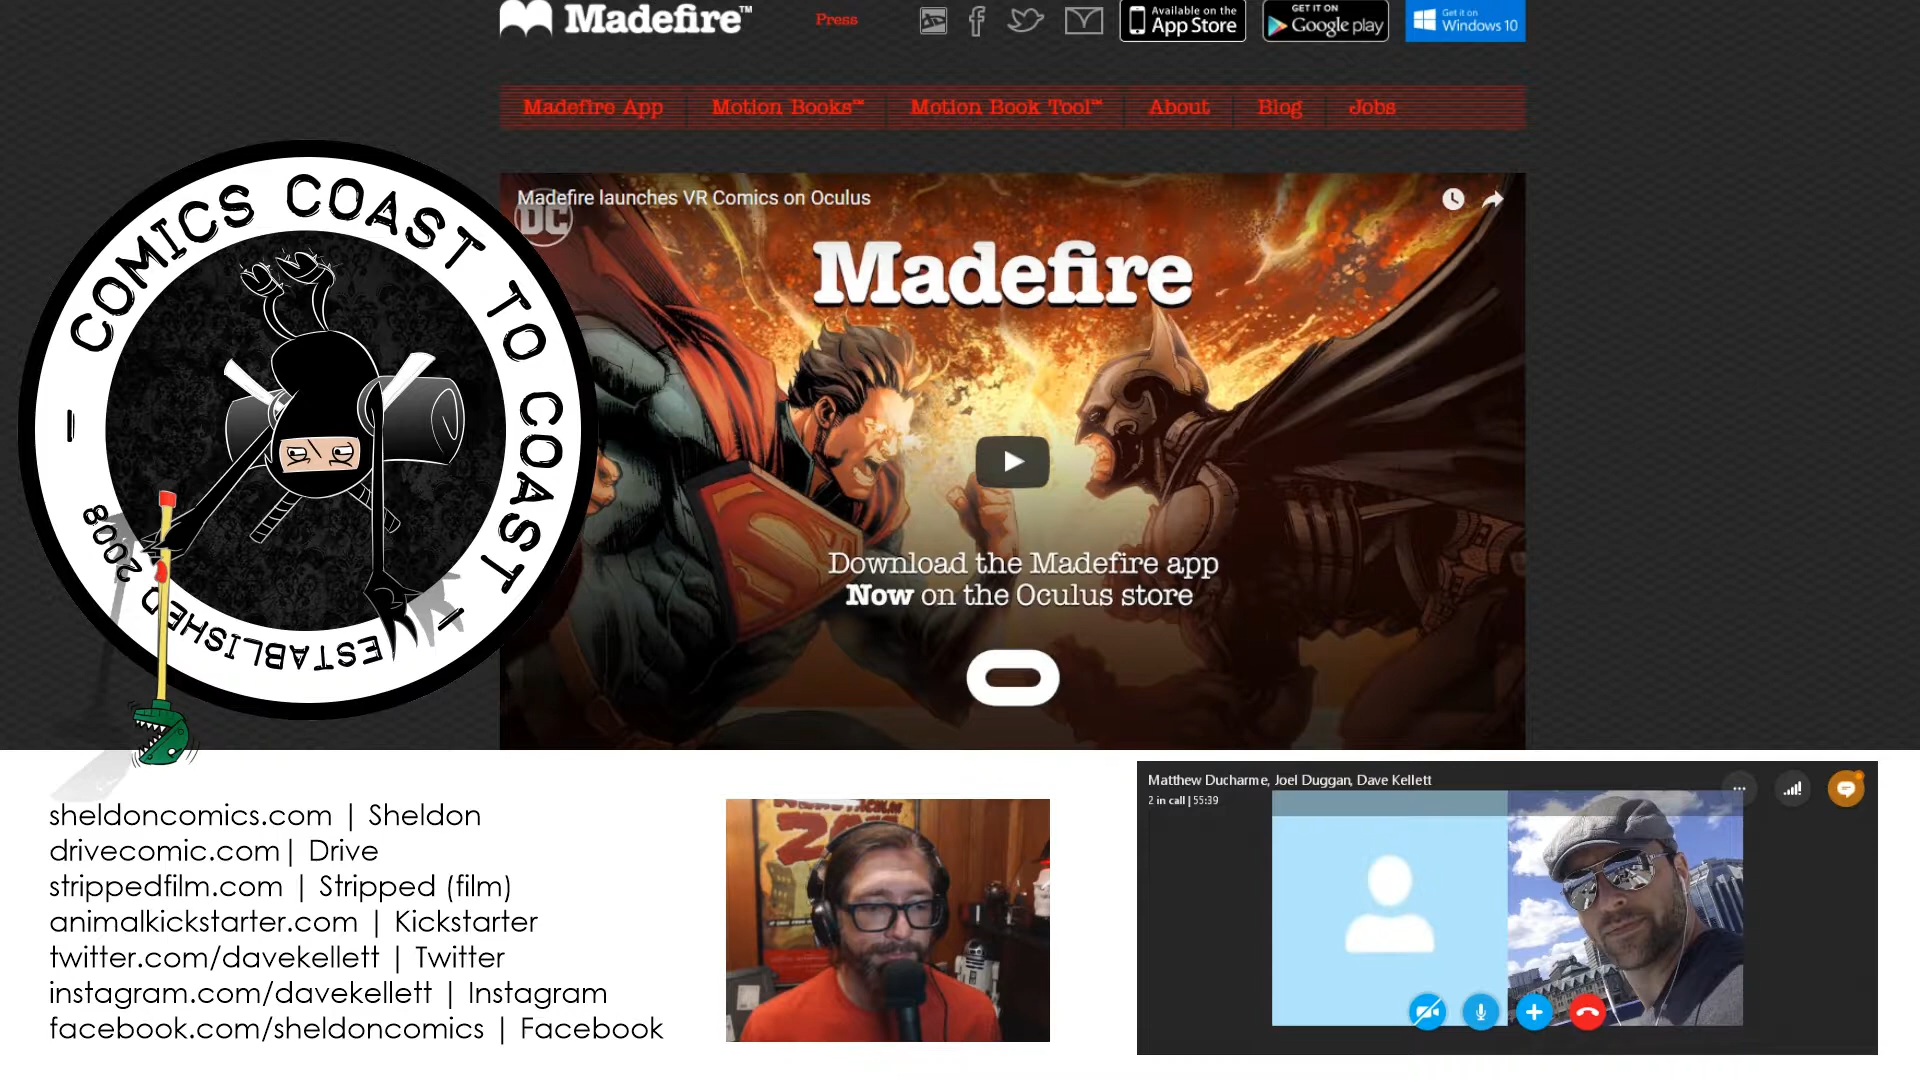 Madefire™
Press
Available on the
App Store
GET IT ON
Google play
Get it on
Windows 10
Madefire App
Motion Books™
Motion Book Tool™
About
Blog
Jobs
Madefire launches VR Comics on Oculus
DC
Madefire
Download the Madefire app
Now on the Oculus store
- COMICS COAST TO COAST -
ESTABLISHED 2008
sheldoncomics.com | Sheldon
drivecomic.com| Drive
strippedfilm.com | Stripped (film)
animalkickstarter.com | Kickstarter
twitter.com/davekellett | Twitter
instagram.com/davekellett | Instagram
facebook.com/sheldoncomics | Facebook
Matthew Ducharme, Joel Duggan, Dave Kellett
2 in call | 55:39